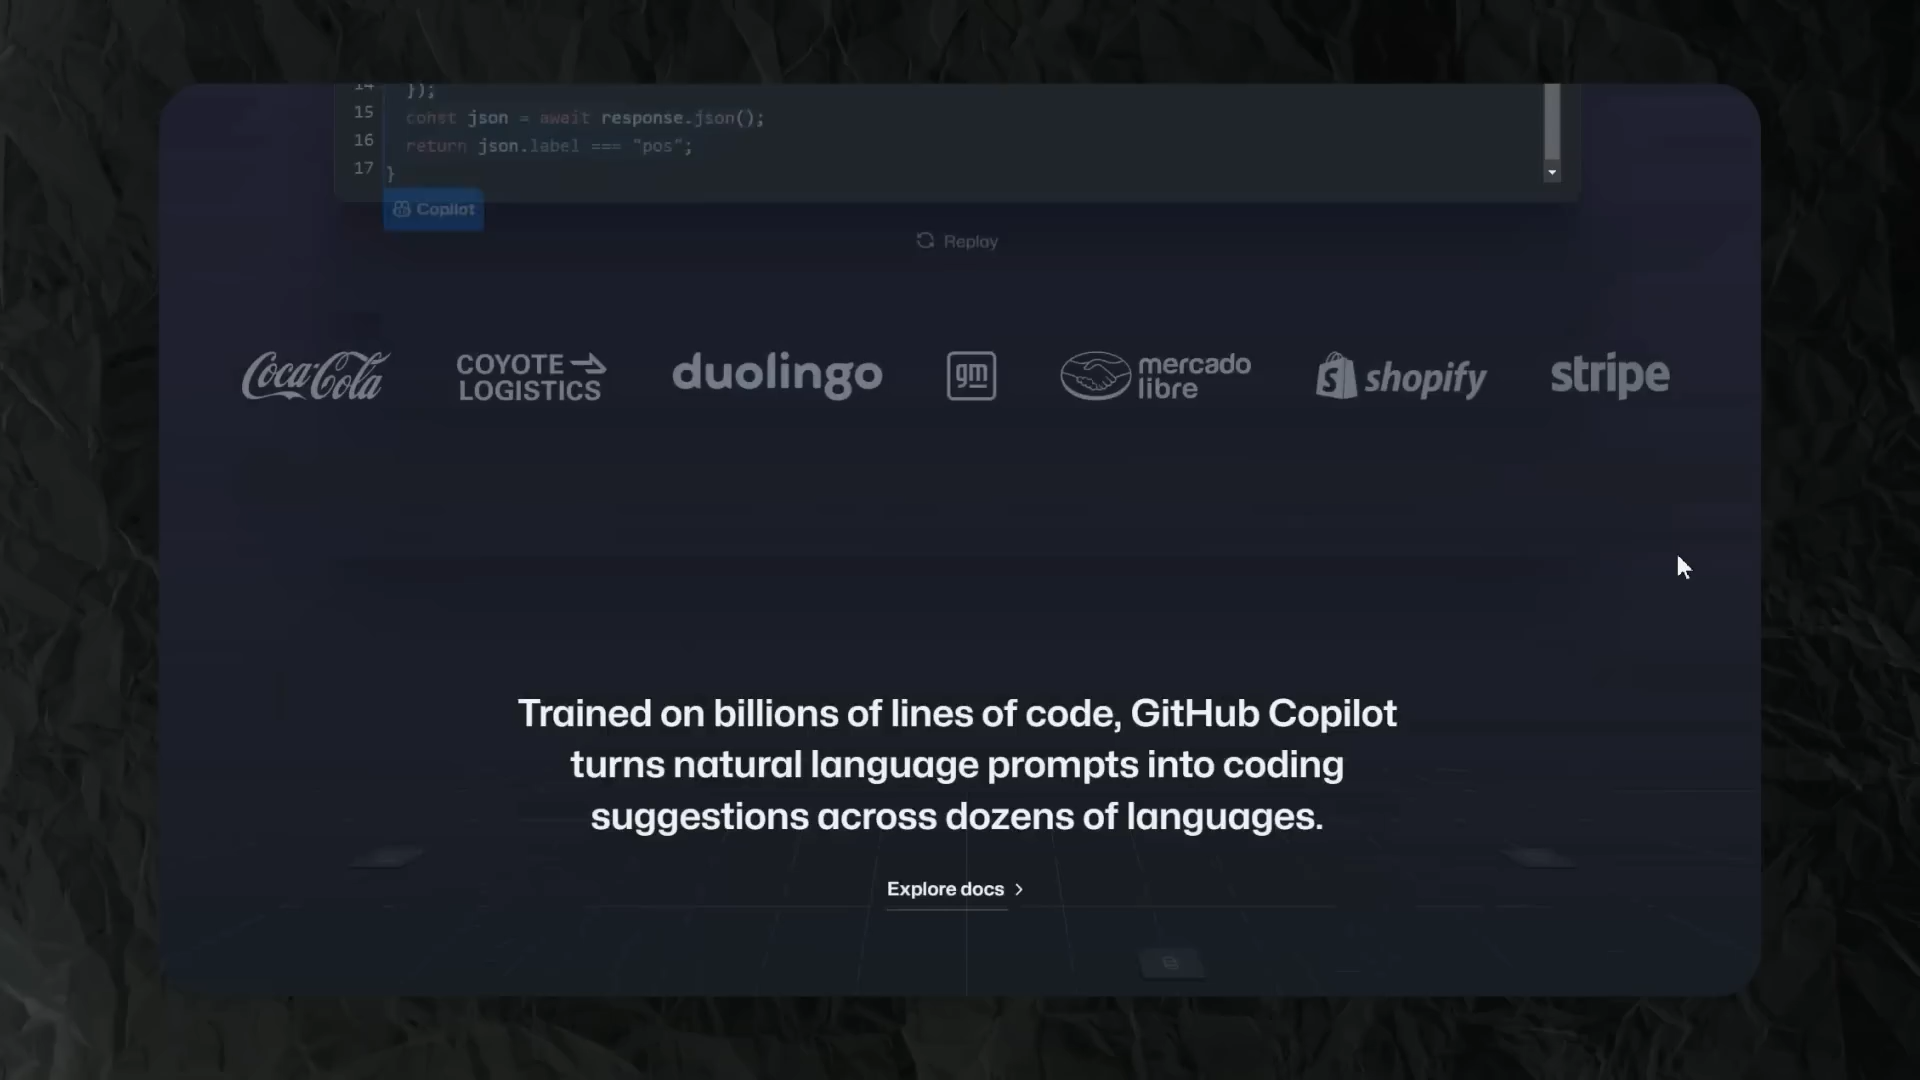 14 });
15 const json = await response.json();
16 return json.label === "pos";
17 }
Copilot
Replay
Coca-Cola
COYOTE
LOGISTICS
duolingo
gm
mercado
libre
shopify
stripe
Trained on billions of lines of code, GitHub Copilot
turns natural language prompts into coding
suggestions across dozens of languages.
Explore docs >